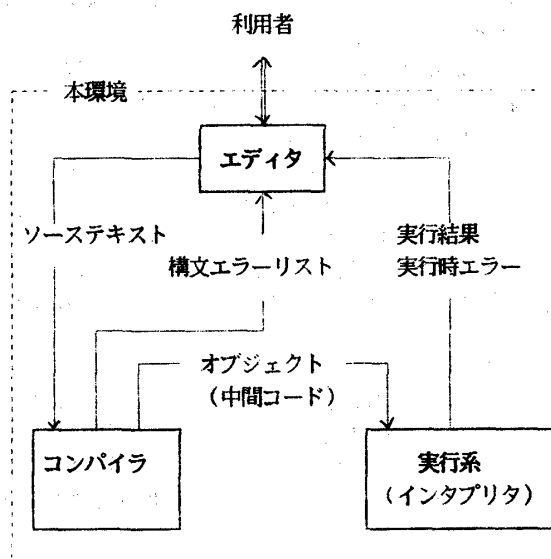 利用者
本環境
エディタ
ソーステキスト
実行結果
実行時エラー
構文エラーリスト
オブジェクト
(中間コード)
コンパイラ
実行系
(インタプリタ)